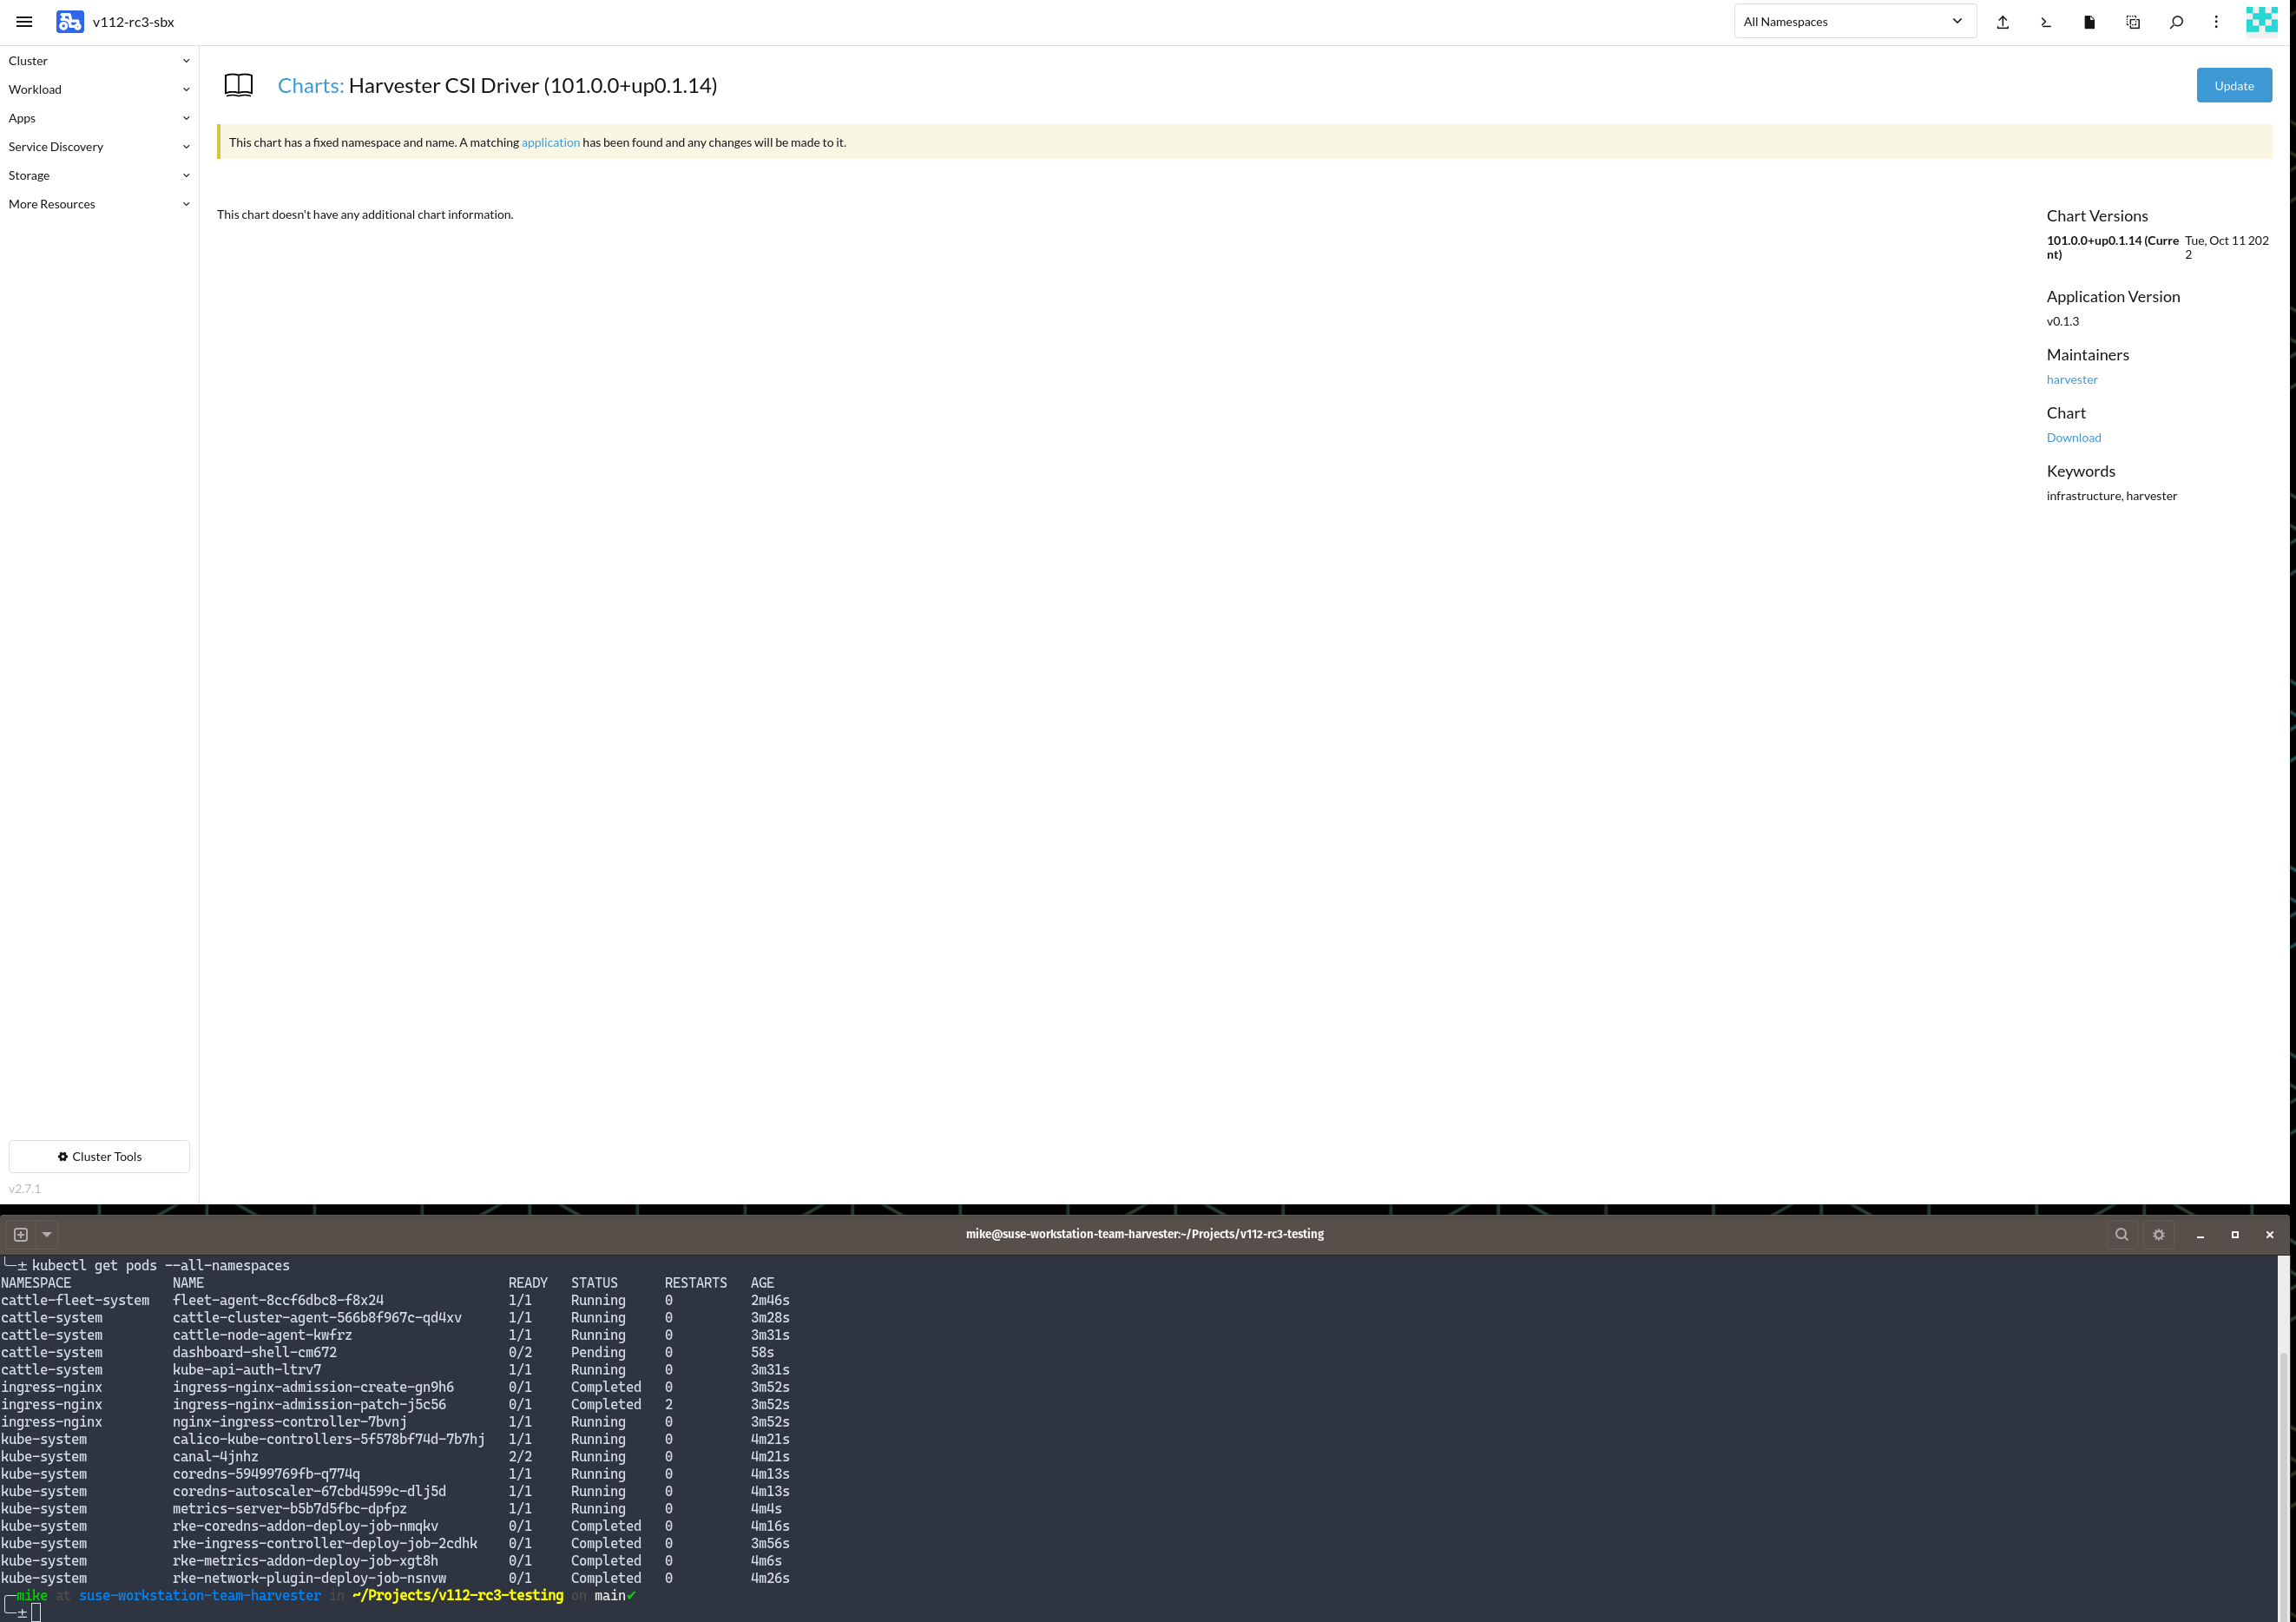 v112-rc3-sbx
All Namespaces
Cluster
Workload
Apps
Service Discovery
Storage
More Resources
Charts: Harvester CSI Driver (101.0.0+up0.1.14)
Update
This chart has a fixed namespace and name. A matching application has been found and any changes will be made to it.
This chart doesn't have any additional chart information.
Chart Versions
101.0.0+up0.1.14 (Curre Tue, Oct 11 202
nt) 2
Application Version
v0.1.3
Maintainers
harvester
Chart
Download
Keywords
infrastructure, harvester
Cluster Tools
v2.7.1
mike@suse-workstation-team-harvester:~/Projects/v112-rc3-testing
╰─± kubectl get pods --all-namespaces
NAMESPACE NAME READY STATUS RESTARTS AGE
cattle-fleet-system fleet-agent-8ccf6dbc8-f8x24 1/1 Running 0 2m46s
cattle-system cattle-cluster-agent-566b8f967c-qd4xv 1/1 Running 0 3m28s
cattle-system cattle-node-agent-kwfrz 1/1 Running 0 3m31s
cattle-system dashboard-shell-cm672 0/2 Pending 0 58s
cattle-system kube-api-auth-ltrv7 1/1 Running 0 3m31s
ingress-nginx ingress-nginx-admission-create-gn9h6 0/1 Completed 0 3m52s
ingress-nginx ingress-nginx-admission-patch-j5c56 0/1 Completed 2 3m52s
ingress-nginx nginx-ingress-controller-7bvnj 1/1 Running 0 3m52s
kube-system calico-kube-controllers-5f578bf74d-7b7hj 1/1 Running 0 4m21s
kube-system canal-4jnhz 2/2 Running 0 4m21s
kube-system coredns-59499769fb-q774q 1/1 Running 0 4m13s
kube-system coredns-autoscaler-67cbd4599c-dlj5d 1/1 Running 0 4m13s
kube-system metrics-server-b5b7d5fbc-dpfpz 1/1 Running 0 4m4s
kube-system rke-coredns-addon-deploy-job-nmqkv 0/1 Completed 0 4m16s
kube-system rke-ingress-controller-deploy-job-2cdhk 0/1 Completed 0 3m56s
kube-system rke-metrics-addon-deploy-job-xgt8h 0/1 Completed 0 4m6s
kube-system rke-network-plugin-deploy-job-nsnvw 0/1 Completed 0 4m26s
╭─mike at suse-workstation-team-harvester in ~/Projects/v112-rc3-testing on main✔
╰─±